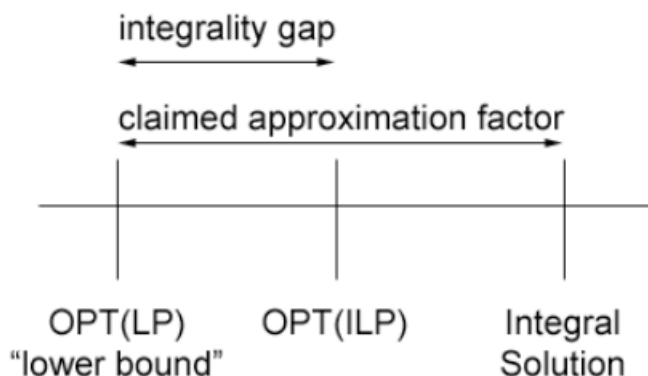 integrality gap
claimed approximation factor
OPT(LP) OPT(ILP) Integral
“lower bound” Solution